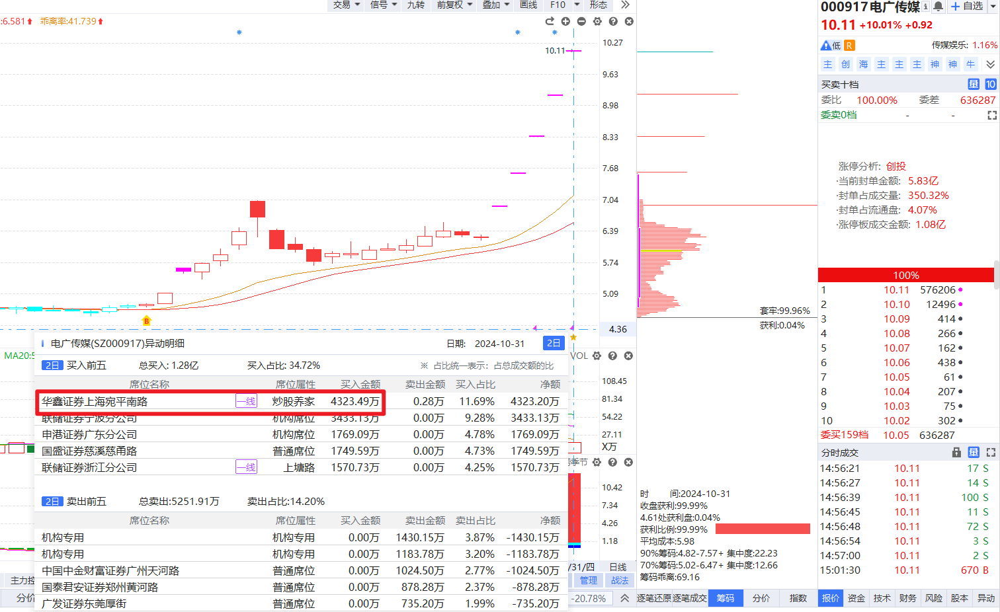 交易 信号 九转 前复权 叠加 画线 F10 形态
:6.581 乖离率:41.739
10.27
10.11
9.63
8.98
8.33
7.68
7.04
6.39
5.74
5.09
4.36
B
套牢:99.96%
获利:0.04%
电广传媒(SZ000917)异动明细 日期: 2024-10-31 2日
2日 买入前五 总买入: 1.28亿 买入占比: 34.72% ※ 占比统一表示：占总成交额的比
席位名称 席位属性 买入金额 卖出金额 买入占比 净额
华鑫证券上海宛平南路 一线 炒股养家 4323.49万 0.28万 11.69% 4323.20万
联储证券宁波分公司 机构席位 3433.13万 0.00万 9.28% 3433.13万
申港证券广东分公司 机构席位 1769.09万 0.00万 4.78% 1769.09万
国盛证券慈溪慈甬路 普通席位 1749.59万 0.00万 4.73% 1749.59万
联储证券浙江分公司 一线 上塘路 1570.73万 0.00万 4.25% 1570.73万
2日 卖出前五 总卖出:5251.91万 卖出占比:14.20%
席位名称 席位属性 买入金额 卖出金额 卖出占比 净额
机构专用 机构专用 0.00万 1430.15万 3.87% -1430.15万
机构专用 机构专用 0.00万 1183.78万 3.20% -1183.78万
中国中金财富证券广州天河路 普通席位 0.00万 1024.50万 2.77% -1024.50万
国泰君安证券郑州黄河路 普通席位 0.00万 878.28万 2.37% -878.28万
广发证券东莞厚街 普通席位 0.00万 735.20万 1.99% -735.20万
MA20:5
VOL
108.45
81.34
54.22
27.11
X万
季节
10.42
7.34
4.26
1.18
/31/四 日线
主力控
管理 战法
分价
-20.78%
时 间:2024-10-31
收盘获利:99.99%
4.61处获利盘:0.04%
获利比例:99.99%
平均成本:5.98
90%筹码:4.82-7.57+ 集中度:22.23
70%筹码:5.02-6.47+ 集中度:12.66
筹码乖离:69.16
逐笔还原 逐笔成交 筹码 分价 指数
000917 电广传媒 i 自选
10.11 +10.01% +0.92
低 R 传媒娱乐: 1.16%
主 创 海 主 主 主 神 神 牛
买卖十档 量 10
委比 100.00% 委差 636287
委卖0档 - -
涨停分析: 创投
·当前封单金额: 5.83亿
·封单占成交量: 350.32%
·封单占流通盘: 4.07%
·涨停板成交金额: 1.08亿
100%
1 10.11 576206
2 10.10 12496
3 10.09 414
4 10.08 266
5 10.07 162
6 10.06 438
7 10.05 61
8 10.04 207
9 10.03 75
10 10.02 302
委买159档 10.05 636287
分时成交 量
14:56:21 10.11 17 S
14:56:27 10.11 14 S
14:56:39 10.11 100 S
14:56:45 10.11 11 S
14:56:48 10.11 72 S
14:56:54 10.11 3 S
14:57:00 10.11 2 S
15:01:30 10.11 670 B
报价 资金 技术 财务 风险 股本 异动